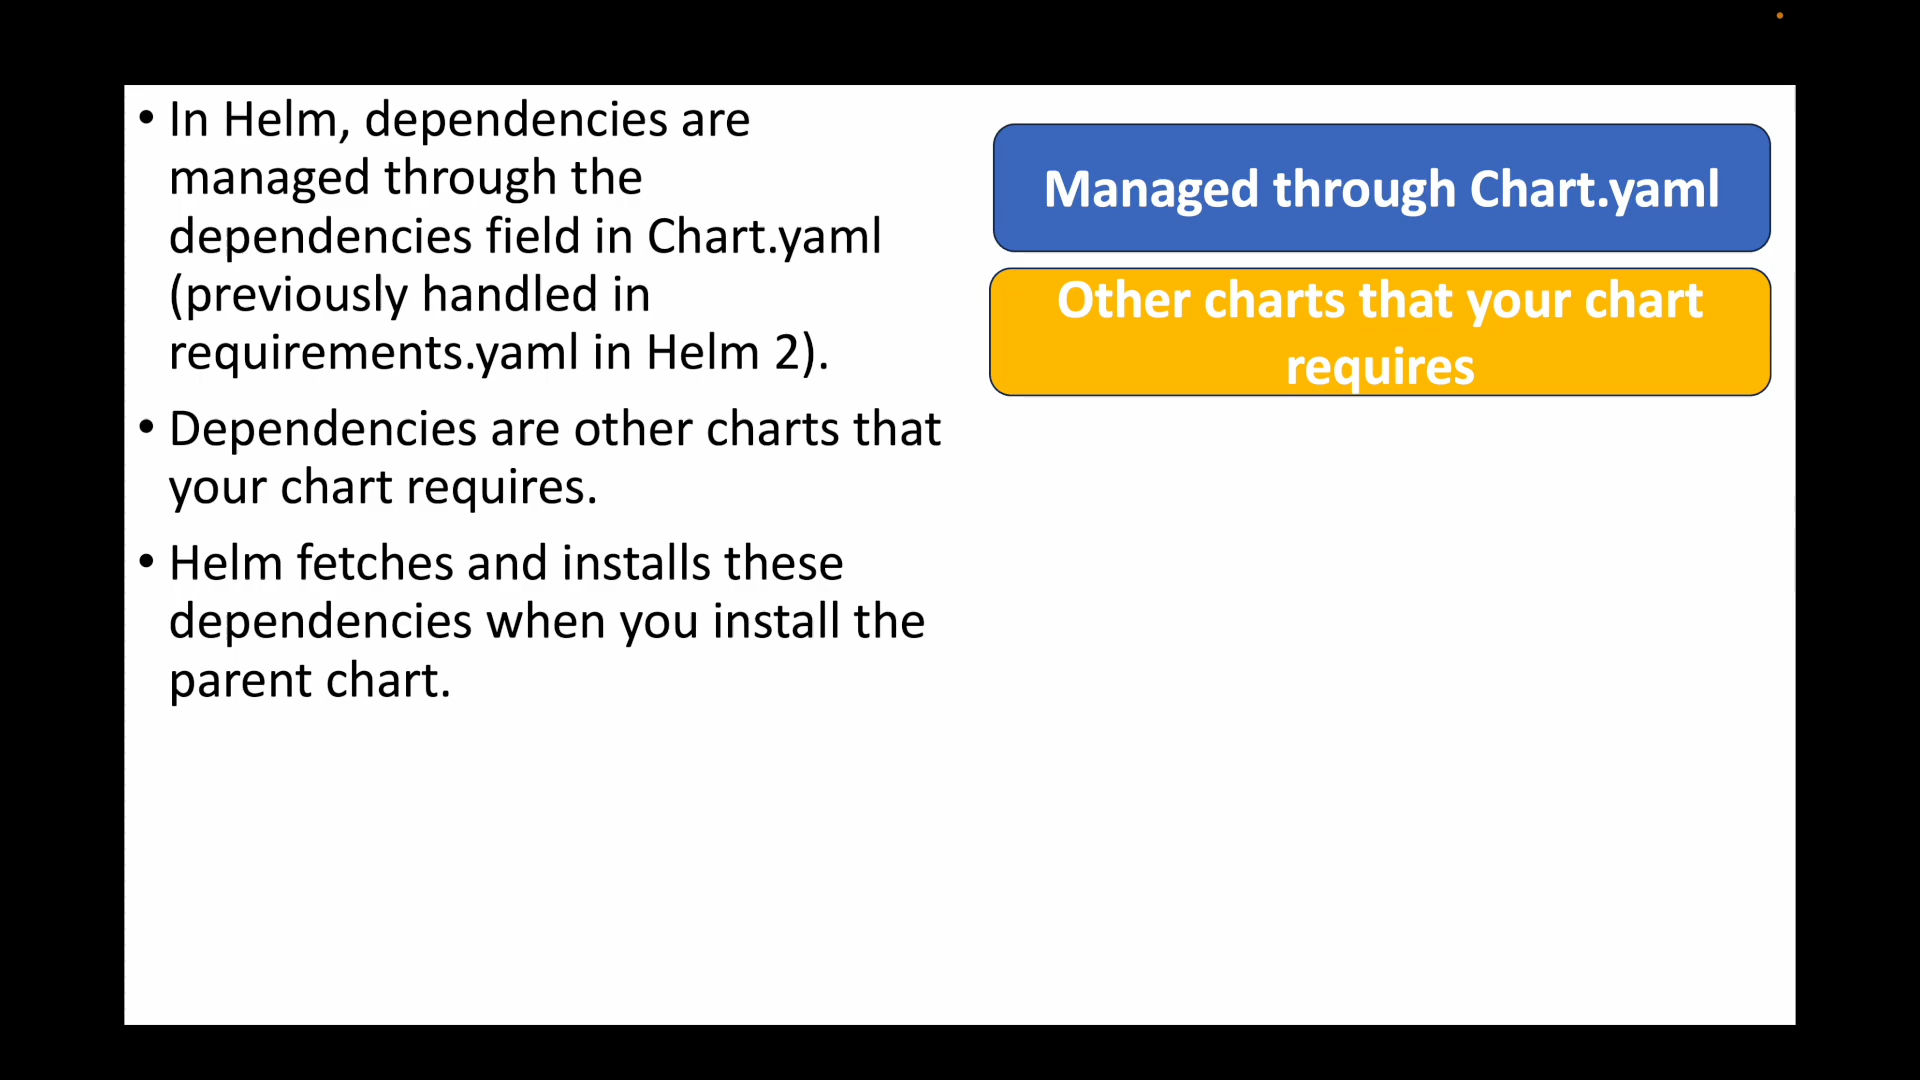 • In Helm, dependencies are
managed through the
dependencies field in Chart.yaml
(previously handled in
requirements.yaml in Helm 2).
• Dependencies are other charts that
your chart requires.
• Helm fetches and installs these
dependencies when you install the
parent chart.
Managed through Chart.yaml
Other charts that your chart
requires